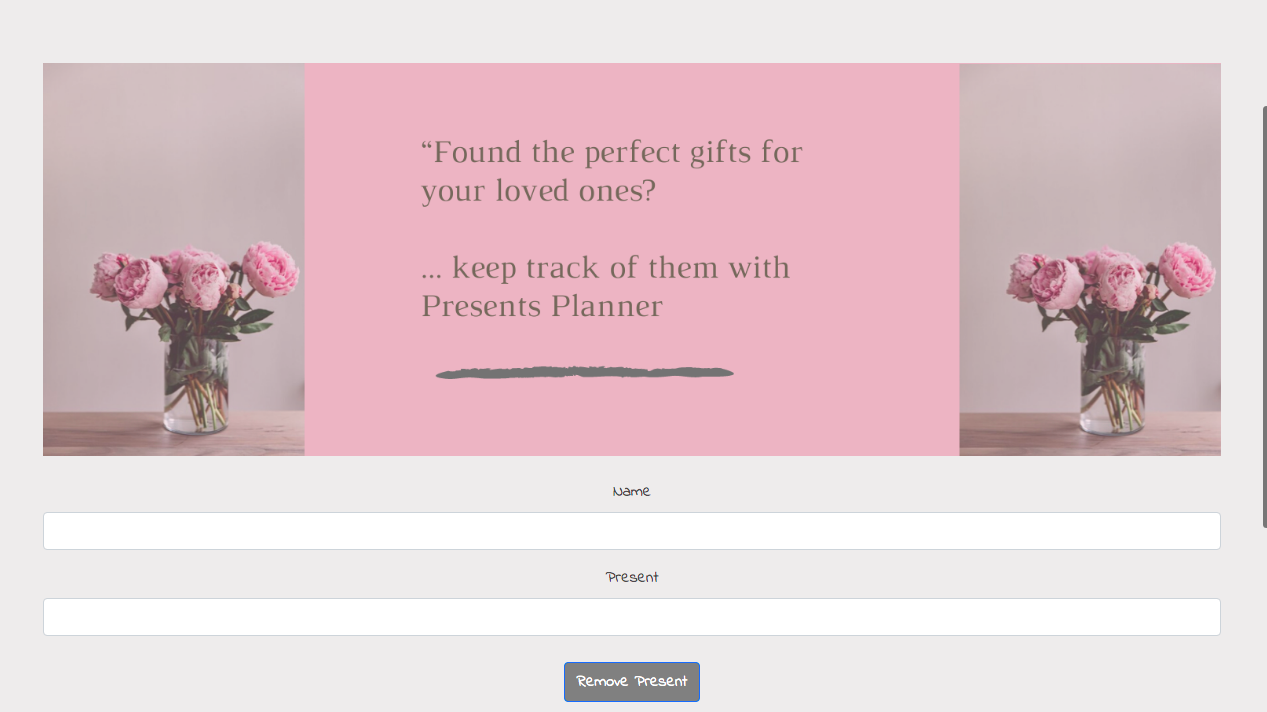 “Found the perfect gifts for
your loved ones?
... keep track of them with
Presents Planner
Name
Present
Remove Present